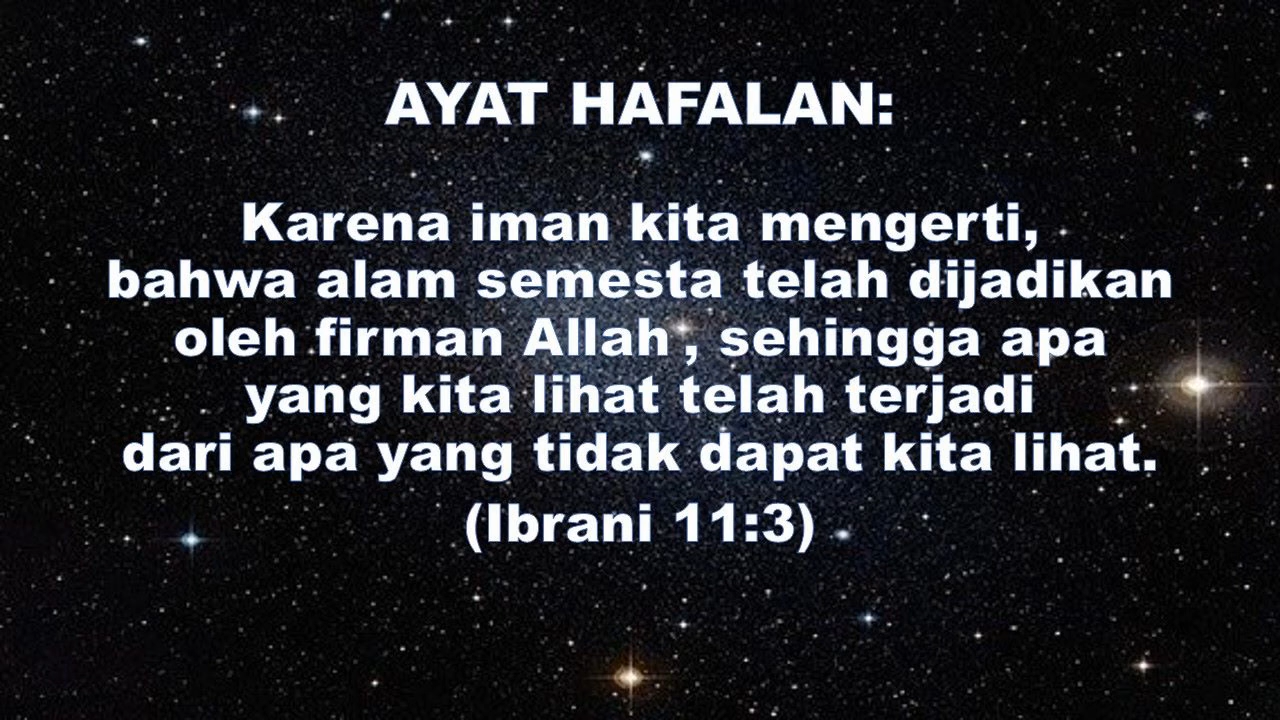 AYAT HAFALAN:
Karena iman kita mengerti,
bahwa alam semesta telah dijadikan
oleh firman Allah , sehingga apa
yang kita lihat telah terjadi
dari apa yang tidak dapat kita lihat.
(Ibrani 11:3)